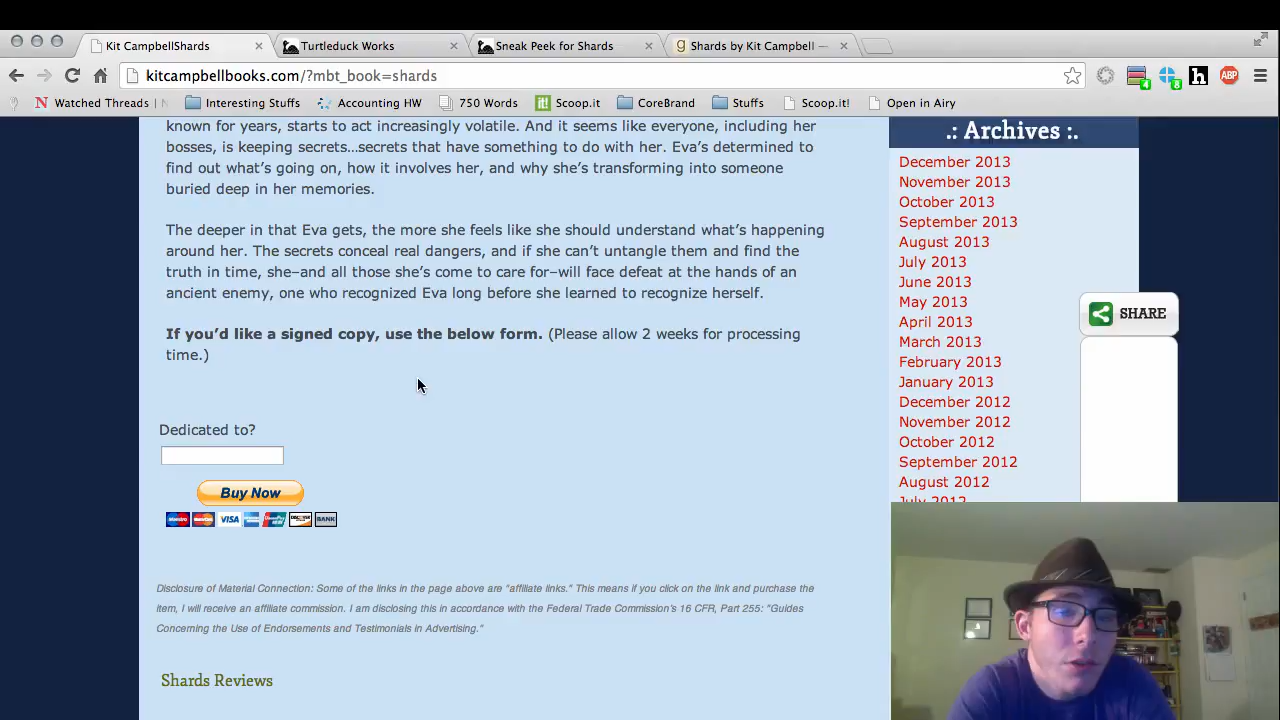 Kit CampbellShards
Turtleduck Works
Sneak Peek for Shards
Shards by Kit Campbell —
kitcampbellbooks.com/?mbt_book=shards
Watched Threads | N
Interesting Stuffs
Accounting HW
750 Words
it!
Scoop.it
CoreBrand
Stuffs
Scoop.it!
Open in Airy
4
8
h
ABP
known for years, starts to act increasingly volatile. And it seems like everyone, including her
bosses, is keeping secrets…secrets that have something to do with her. Eva's determined to
find out what's going on, how it involves her, and why she's transforming into someone
buried deep in her memories.
The deeper in that Eva gets, the more she feels like she should understand what's happening
around her. The secrets conceal real dangers, and if she can't untangle them and find the
truth in time, she–and all those she's come to care for–will face defeat at the hands of an
ancient enemy, one who recognized Eva long before she learned to recognize herself.
If you'd like a signed copy, use the below form. (Please allow 2 weeks for processing
time.)
Dedicated to?
Buy Now
VISA
BANK
Disclosure of Material Connection: Some of the links in the page above are "affiliate links." This means if you click on the link and purchase the
item, I will receive an affiliate commission. I am disclosing this in accordance with the Federal Trade Commission's 16 CFR, Part 255: "Guides
Concerning the Use of Endorsements and Testimonials in Advertising."
Shards Reviews
.: Archives :.
December 2013
November 2013
October 2013
September 2013
August 2013
July 2013
June 2013
May 2013
April 2013
March 2013
February 2013
January 2013
December 2012
November 2012
October 2012
September 2012
August 2012
July 2012
SHARE